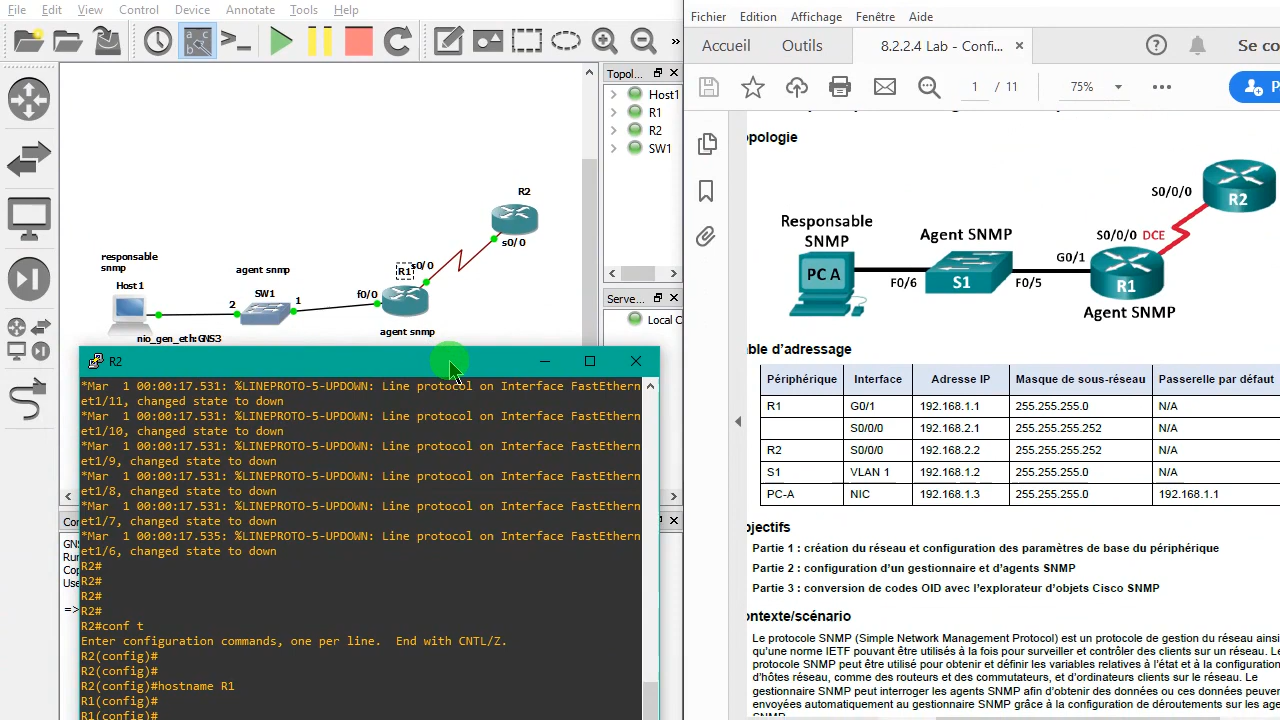 File Edit View Control Device Annotate Tools Help
Topol...
Host1
R1
R2
SW1
Serve...
Local C
R2
s0/0
responsable
snmp
Host 1
agent snmp
SW1
R1
s0/0
2
1
f0/0
agent snmp
nio_gen_eth:GNS3
Co
GN
Run
Cop
Use
=>
R2
*Mar  1 00:00:17.531: %LINEPROTO-5-UPDOWN: Line protocol on Interface FastEthern
et1/11, changed state to down
*Mar  1 00:00:17.531: %LINEPROTO-5-UPDOWN: Line protocol on Interface FastEthern
et1/10, changed state to down
*Mar  1 00:00:17.531: %LINEPROTO-5-UPDOWN: Line protocol on Interface FastEthern
et1/9, changed state to down
*Mar  1 00:00:17.531: %LINEPROTO-5-UPDOWN: Line protocol on Interface FastEthern
et1/8, changed state to down
*Mar  1 00:00:17.531: %LINEPROTO-5-UPDOWN: Line protocol on Interface FastEthern
et1/7, changed state to down
*Mar  1 00:00:17.535: %LINEPROTO-5-UPDOWN: Line protocol on Interface FastEthern
et1/6, changed state to down
R2#
R2#
R2#
R2#
R2#conf t
Enter configuration commands, one per line.  End with CNTL/Z.
R2(config)#
R2(config)#
R2(config)#hostname R1
R1(config)#
R1(config)#
Fichier Edition Affichage Fenêtre Aide
Accueil Outils 8.2.2.4 Lab - Confi... × Se co
1 / 11 75%
opologie
S0/0/0
R2
Responsable
SNMP
Agent SNMP
S0/0/0 DCE
G0/1
PC A
F0/6
S1
F0/5
R1
Agent SNMP
ble d’adressage
Périphérique Interface Adresse IP Masque de sous-réseau Passerelle par défaut
R1 G0/1 192.168.1.1 255.255.255.0 N/A
S0/0/0 192.168.2.1 255.255.255.252 N/A
R2 S0/0/0 192.168.2.2 255.255.255.252 N/A
S1 VLAN 1 192.168.1.2 255.255.255.0 N/A
PC-A NIC 192.168.1.3 255.255.255.0 192.168.1.1
jectifs
Partie 1 : création du réseau et configuration des paramètres de base du périphérique
Partie 2 : configuration d’un gestionnaire et d’agents SNMP
Partie 3 : conversion de codes OID avec l’explorateur d’objets Cisco SNMP
ontexte/scénario
Le protocole SNMP (Simple Network Management Protocol) est un protocole de gestion du réseau ainsi
qu’une norme IETF pouvant être utilisés à la fois pour surveiller et contrôler des clients sur un réseau. Le
protocole SNMP peut être utilisé pour obtenir et définir les variables relatives à l’état et à la configuration
d’hôtes réseau, comme des routeurs et des commutateurs, et d’ordinateurs clients sur le réseau. Le
gestionnaire SNMP peut interroger les agents SNMP afin d’obtenir des données ou ces données peuver
envoyées automatiquement au gestionnaire SNMP grâce à la configuration de déroutements sur les age